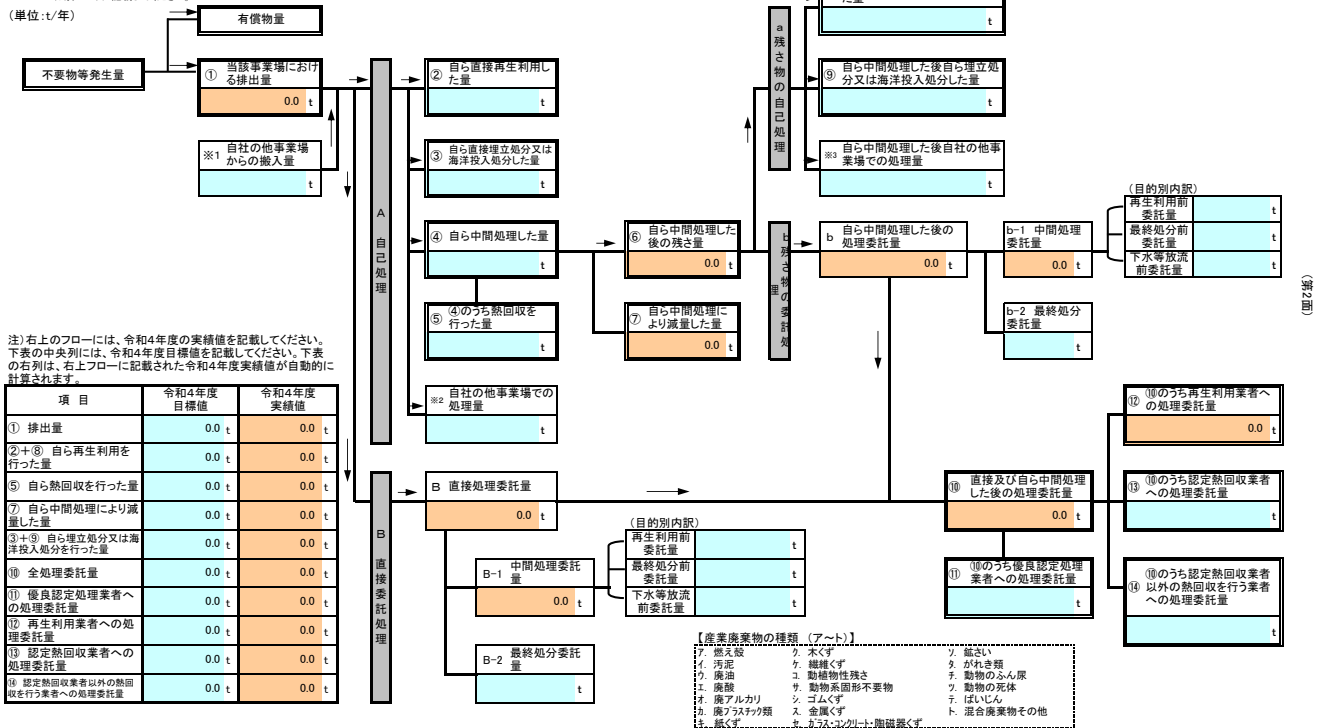 (単位:t/年)
有償物量
不要物等発生量
① 当該事業場におけ
る排出量
0.0 t
※1 自社の他事業場
からの搬入量
t
A 自己処理
② 自ら直接再生利用し
た量
t
③ 自ら直接埋立処分又は
海洋投入処分した量
t
④ 自ら中間処理した量
t
⑤ ④のうち熱回収を
行った量
t
※2 自社の他事業場での
処理量
t
⑥ 自ら中間処理した
後の残さ量
0.0 t
⑦ 自ら中間処理に
より減量した量
0.0 t
a 残さ物の自己処理
た量
t
⑨ 自ら中間処理した後自ら埋立処
分又は海洋投入処分した量
t
※3 自ら中間処理した後自社の他事
業場での処理量
t
b 残さ物の委託処理
b 自ら中間処理した後の
処理委託量
0.0 t
b-1 中間処理
委託量
0.0 t
b-2 最終処分
委託量
t
(目的別内訳)
再生利用前
委託量
t
最終処分前
委託量
t
下水等放流
前委託量
t
(第2面)
注)右上のフローには、令和4年度の実績値を記載してください。
下表の中央列には、令和4年度目標値を記載してください。下表
の右列は、右上フローに記載された令和4年度実績値が自動的に
計算されます。
項 目 令和4年度
目標値 令和4年度
実績値
① 排出量 0.0 t 0.0 t
②+⑧ 自ら再生利用を
行った量 0.0 t 0.0 t
⑤ 自ら熱回収を行った量 0.0 t 0.0 t
⑦ 自ら中間処理により減
量した量 0.0 t 0.0 t
③+⑨ 自ら埋立処分又は海
洋投入処分を行った量 0.0 t 0.0 t
⑩ 全処理委託量 0.0 t 0.0 t
⑪ 優良認定処理業者へ
の処理委託量 0.0 t 0.0 t
⑫ 再生利用業者への処
理委託量 0.0 t 0.0 t
⑬ 認定熱回収業者への
処理委託量 0.0 t 0.0 t
⑭ 認定熱回収業者以外の熱回
収を行う業者への処理委託量 0.0 t 0.0 t
B 直接委託処理
B 直接処理委託量
0.0 t
B-1 中間処理委託
量
0.0 t
B-2 最終処分委託
量
t
(目的別内訳)
再生利用前
委託量
t
最終処分前
委託量
t
下水等放流
前委託量
t
⑩ 直接及び自ら中間処理
した後の処理委託量
0.0 t
⑪ ⑩のうち優良認定処理
業者への処理委託量
t
⑫ ⑩のうち再生利用業者へ
の処理委託量
0.0 t
⑬ ⑩のうち認定熱回収業者
への処理委託量
t
⑭ ⑩のうち認定熱回収業者
以外の熱回収を行う業者
への処理委託量
t
【産業廃棄物の種類 (ア~ト)】
ア. 燃え殻 ク. 木くず ソ. 鉱さい
イ. 汚泥 ケ. 繊維くず タ. がれき類
ウ. 廃油 コ. 動植物性残さ チ. 動物のふん尿
エ. 廃酸 サ. 動物系固形不要物 ツ. 動物の死体
オ. 廃アルカリ シ. ゴムくず テ. ばいじん
カ. 廃プラスチック類 ス. 金属くず ト. 混合廃棄物その他
キ. 紙くず セ. ガラス・コンクリート・陶磁器くず